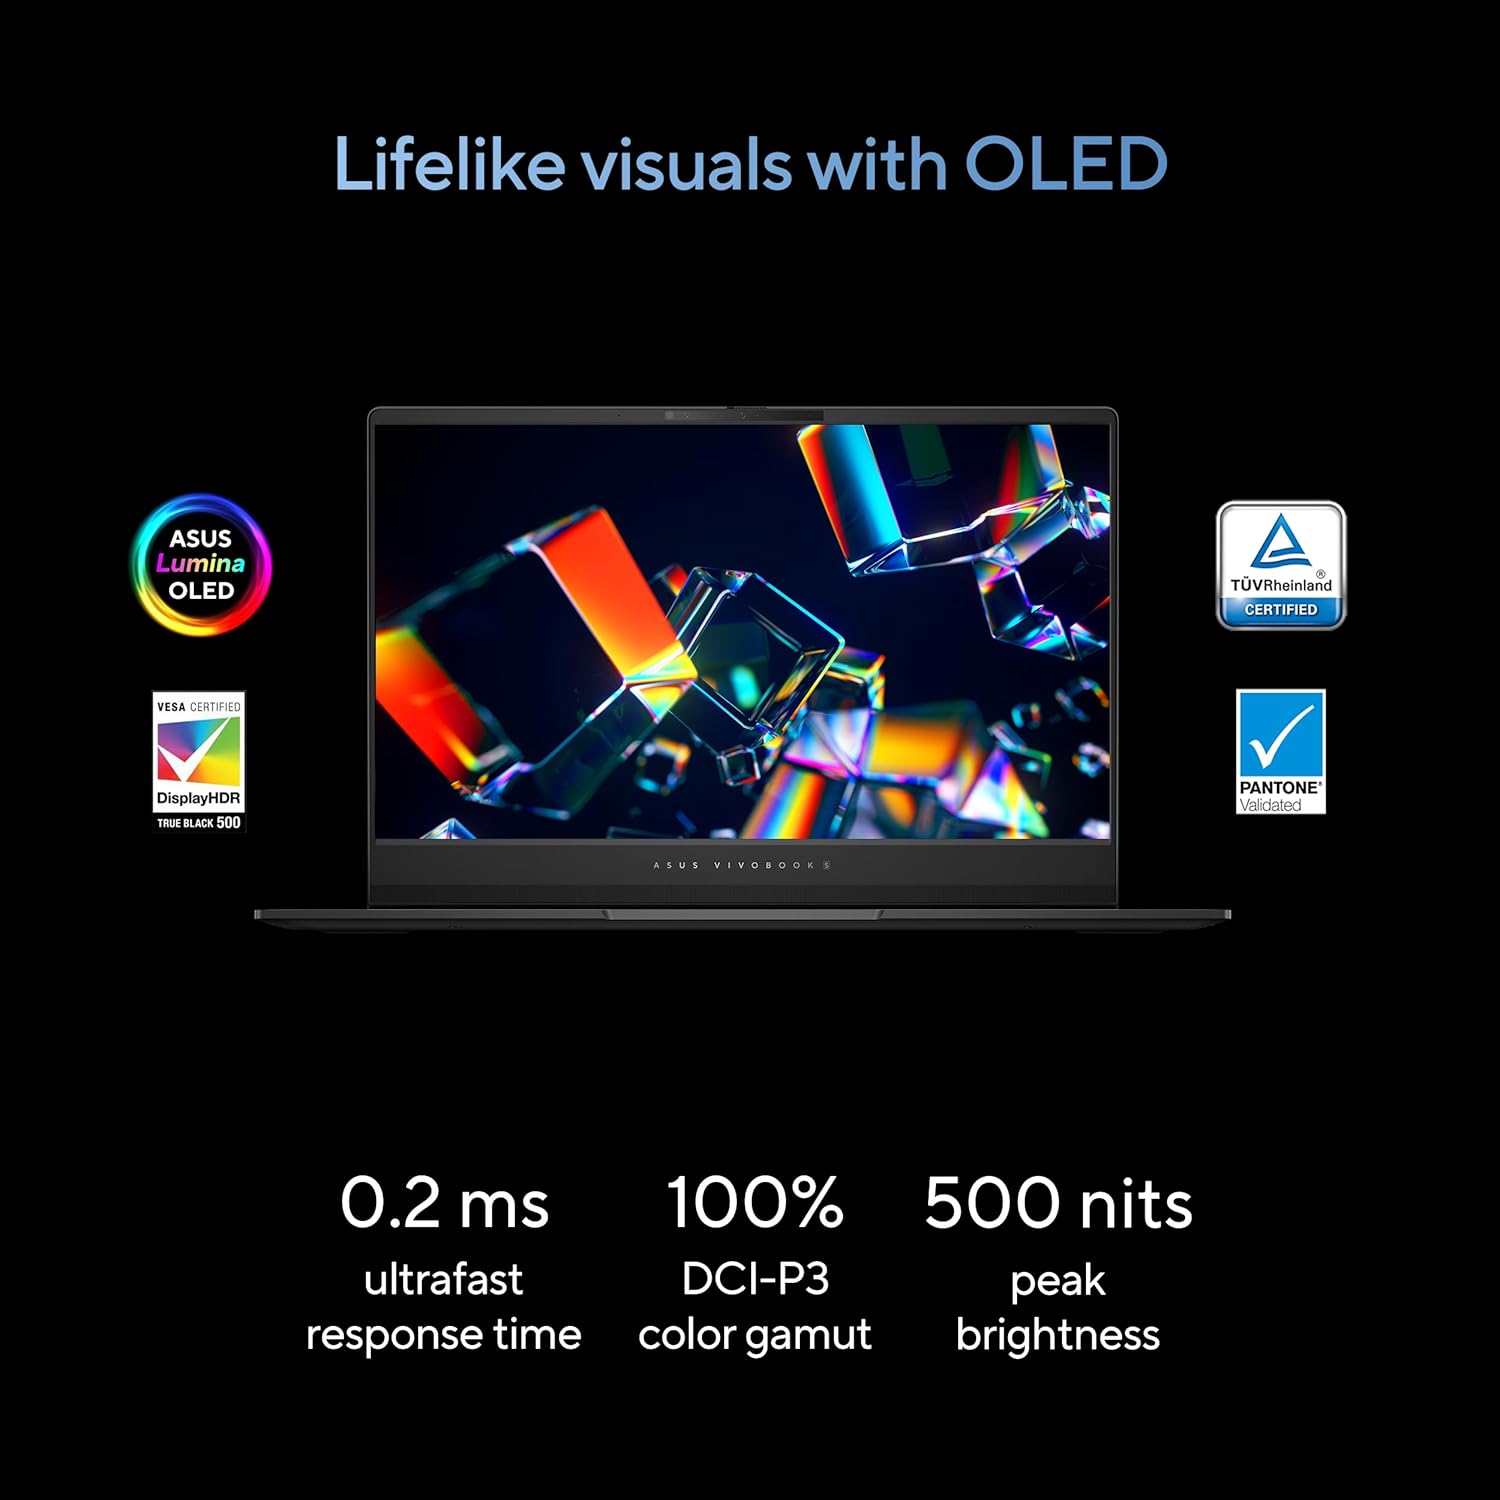 Lifelike visuals with OLED
ASUS
Lumina
OLED
TÜVRheinland®
CERTIFIED
VESA CERTIFIED
DisplayHDR
TRUE BLACK 500
PANTONE®
Validated
ASUS VIVOBOOK S
0.2 ms
ultrafast
response time
100%
DCI-P3
color gamut
500 nits
peak
brightness